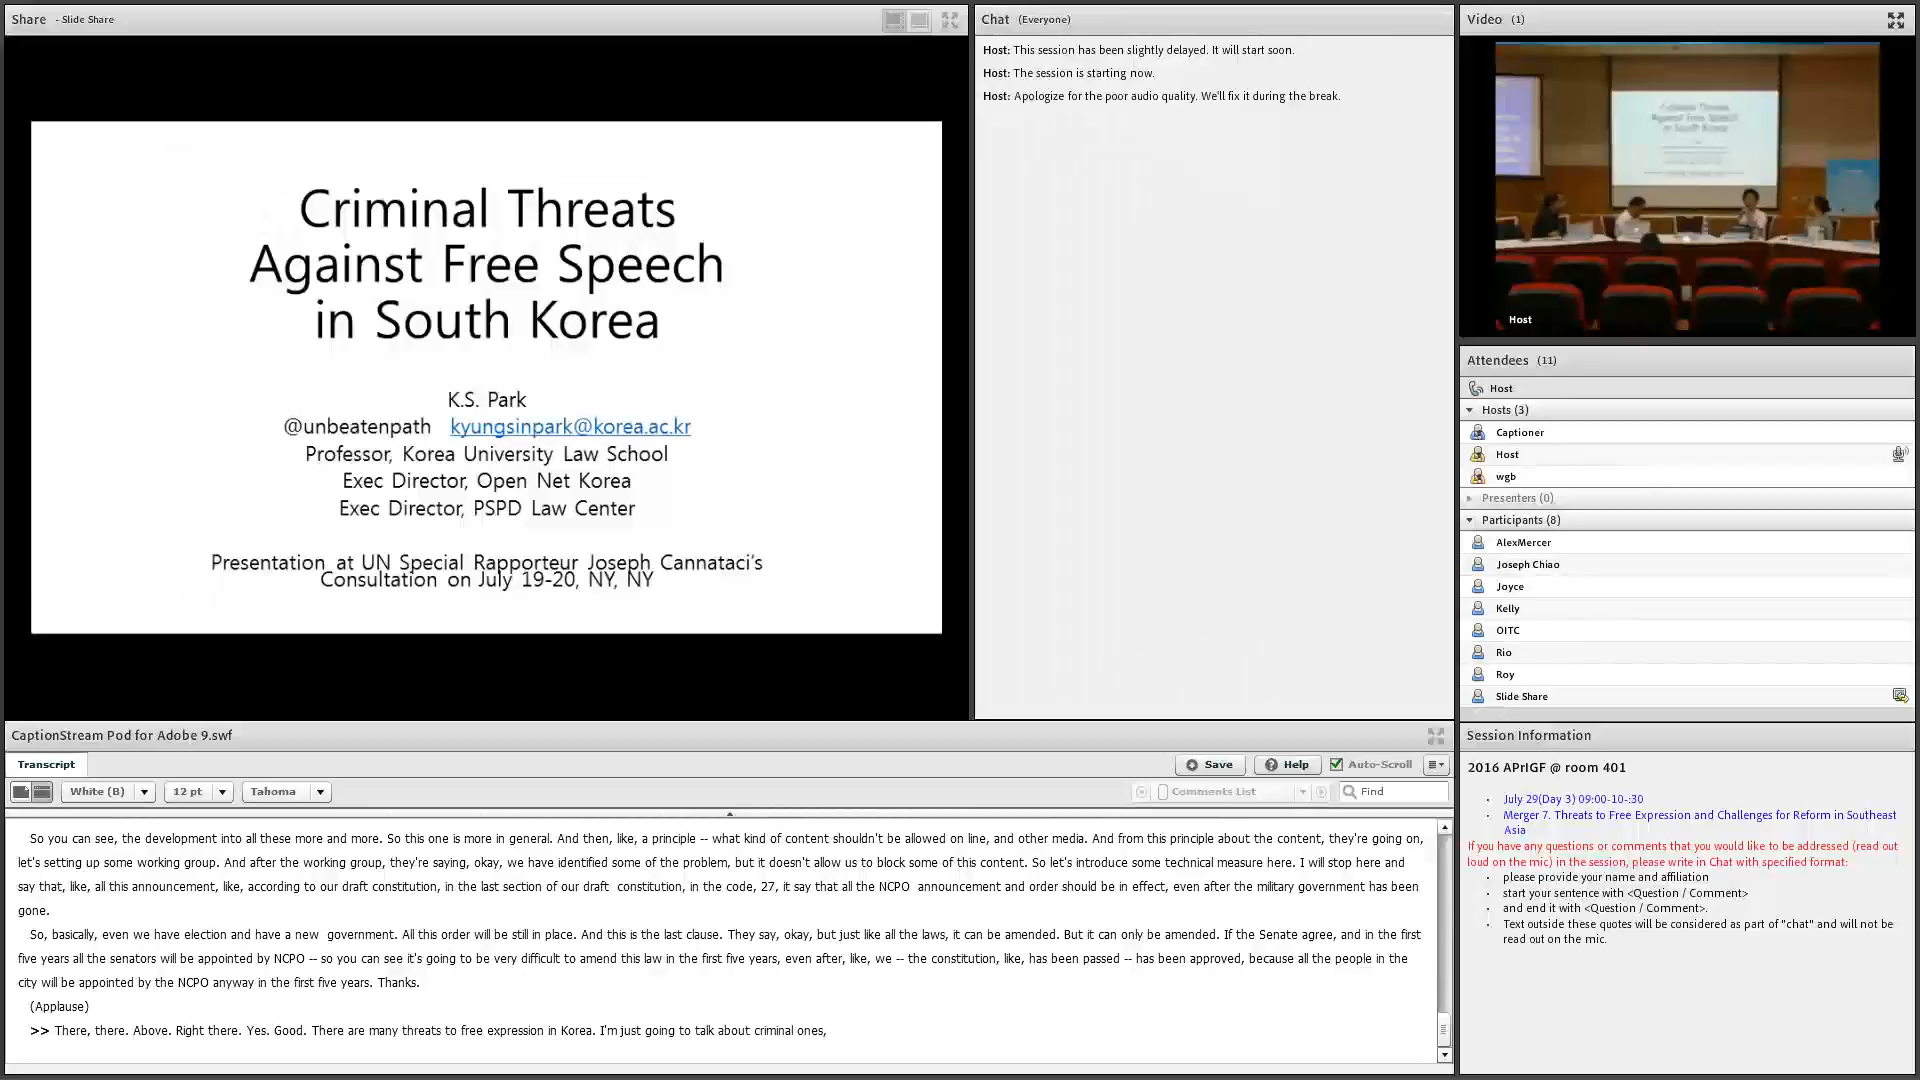 Share - Slide Share
Criminal Threats
Against Free Speech
in South Korea
K.S. Park
@unbeatenpath kyungsinpark@korea.ac.kr
Professor, Korea University Law School
Exec Director, Open Net Korea
Exec Director, PSPD Law Center
Presentation at UN Special Rapporteur Joseph Cannataci's
Consultation on July 19-20, NY, NY
Chat (Everyone)
Host: This session has been slightly delayed. It will start soon.
Host: The session is starting now.
Host: Apologize for the poor audio quality. We'll fix it during the break.
Video (1)
Criminal Threats
Against Free Speech
in South Korea
Host
Attendees (11)
Host
Hosts (3)
Captioner
Host
wgb
Presenters (0)
Participants (8)
AlexMercer
Joseph Chiao
Joyce
Kelly
OITC
Rio
Roy
Slide Share
CaptionStream Pod for Adobe 9.swf
Transcript
Save Help Auto-Scroll
White (B) 12 pt Tahoma Comments List Find
So you can see, the development into all these more and more. So this one is more in general. And then, like, a principle -- what kind of content shouldn't be allowed on line, and other media. And from this principle about the content, they're going on,
let's setting up some working group. And after the working group, they're saying, okay, we have identified some of the problem, but it doesn't allow us to block some of this content. So let's introduce some technical measure here. I will stop here and
say that, like, all this announcement, like, according to our draft constitution, in the last section of our draft constitution, in the code, 27, it say that all the NCPO announcement and order should be in effect, even after the military government has been
gone.
So, basically, even we have election and have a new government. All this order will be still in place. And this is the last clause. They say, okay, but just like all the laws, it can be amended. But it can only be amended. If the Senate agree, and in the first
five years all the senators will be appointed by NCPO -- so you can see it's going to be very difficult to amend this law in the first five years, even after, like, we -- the constitution, like, has been passed -- has been approved, because all the people in the
city will be appointed by the NCPO anyway in the first five years. Thanks.
(Applause)
>> There, there. Above. Right there. Yes. Good. There are many threats to free expression in Korea. I'm just going to talk about criminal ones,
Session Information
2016 APrIGF @ room 401
July 29(Day 3) 09:00-10-:30
Merger 7. Threats to Free Expression and Challenges for Reform in Southeast
Asia
If you have any questions or comments that you would like to be addressed (read out
loud on the mic) in the session, please write in Chat with specified format:
please provide your name and affiliation
start your sentence with <Question / Comment>
and end it with <Question / Comment>.
Text outside these quotes will be considered as part of "chat" and will not be
read out on the mic.